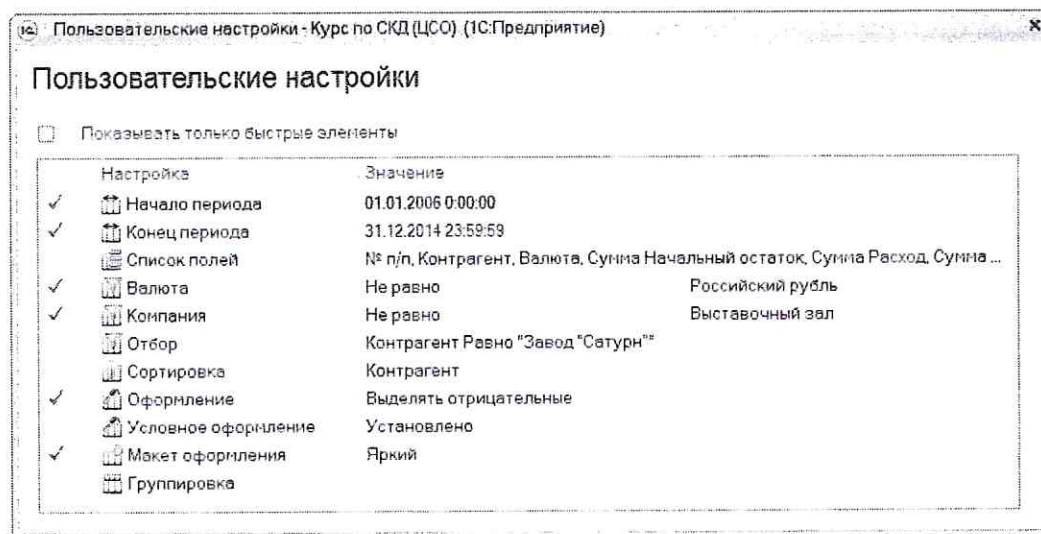 Пользовательские настройки - Курс по СКД (ЦСО) (1С:Предприятие)
Пользовательские настройки
Показывать только быстрые элементы
Настройка Значение
Начало периода 01.01.2006 0:00:00
Конец периода 31.12.2014 23:59:59
Список полей № п/п, Контрагент, Валюта, Сумма Начальный остаток, Сумма Расход, Сумма ...
Валюта Не равно Российский рубль
Компания Не равно Выставочный зал
Отбор Контрагент Равно "Завод "Сатурн""
Сортировка Контрагент
Оформление Выделять отрицательные
Условное оформление Установлено
Макет оформления Яркий
Группировка